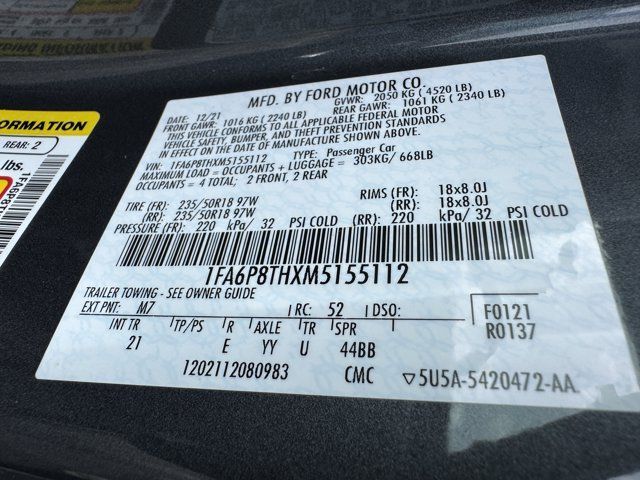 ORMATION
REAR: 2
lbs.
1FA6P8T
MFD. BY FORD MOTOR CO.
DATE: 12/21 GVWR: 2050 KG ( 4520 LB)
FRONT GAWR: 1016 KG ( 2240 LB) REAR GAWR: 1061 KG ( 2340 LB)
THIS VEHICLE CONFORMS TO ALL APPLICABLE FEDERAL MOTOR
VEHICLE SAFETY, BUMPER, AND THEFT PREVENTION STANDARDS
IN EFFECT ON THE DATE OF MANUFACTURE SHOWN ABOVE.
VIN: 1FA6P8THXM5155112 TYPE: Passenger Car
MAXIMUM LOAD = OCCUPANTS + LUGGAGE = 303KG/ 668LB
OCCUPANTS = 4 TOTAL; 2 FRONT, 2 REAR
TIRE (FR): 235/50R18 97W RIMS (FR): 18x8.0J
(RR): 235/50R18 97W (RR): 18x8.0J
PRESSURE (FR): 220 kPa/ 32 PSI COLD (RR): 220 kPa/ 32 PSI COLD
1FA6P8THXM5155112
TRAILER TOWING - SEE OWNER GUIDE
EXT PNT: M7 RC: 52 DSO: F0121
R0137
INT TR TP/PS R AXLE TR SPR
21 E YY U 44BB
1202112080983 CMC ▽5U5A-5420472-AA